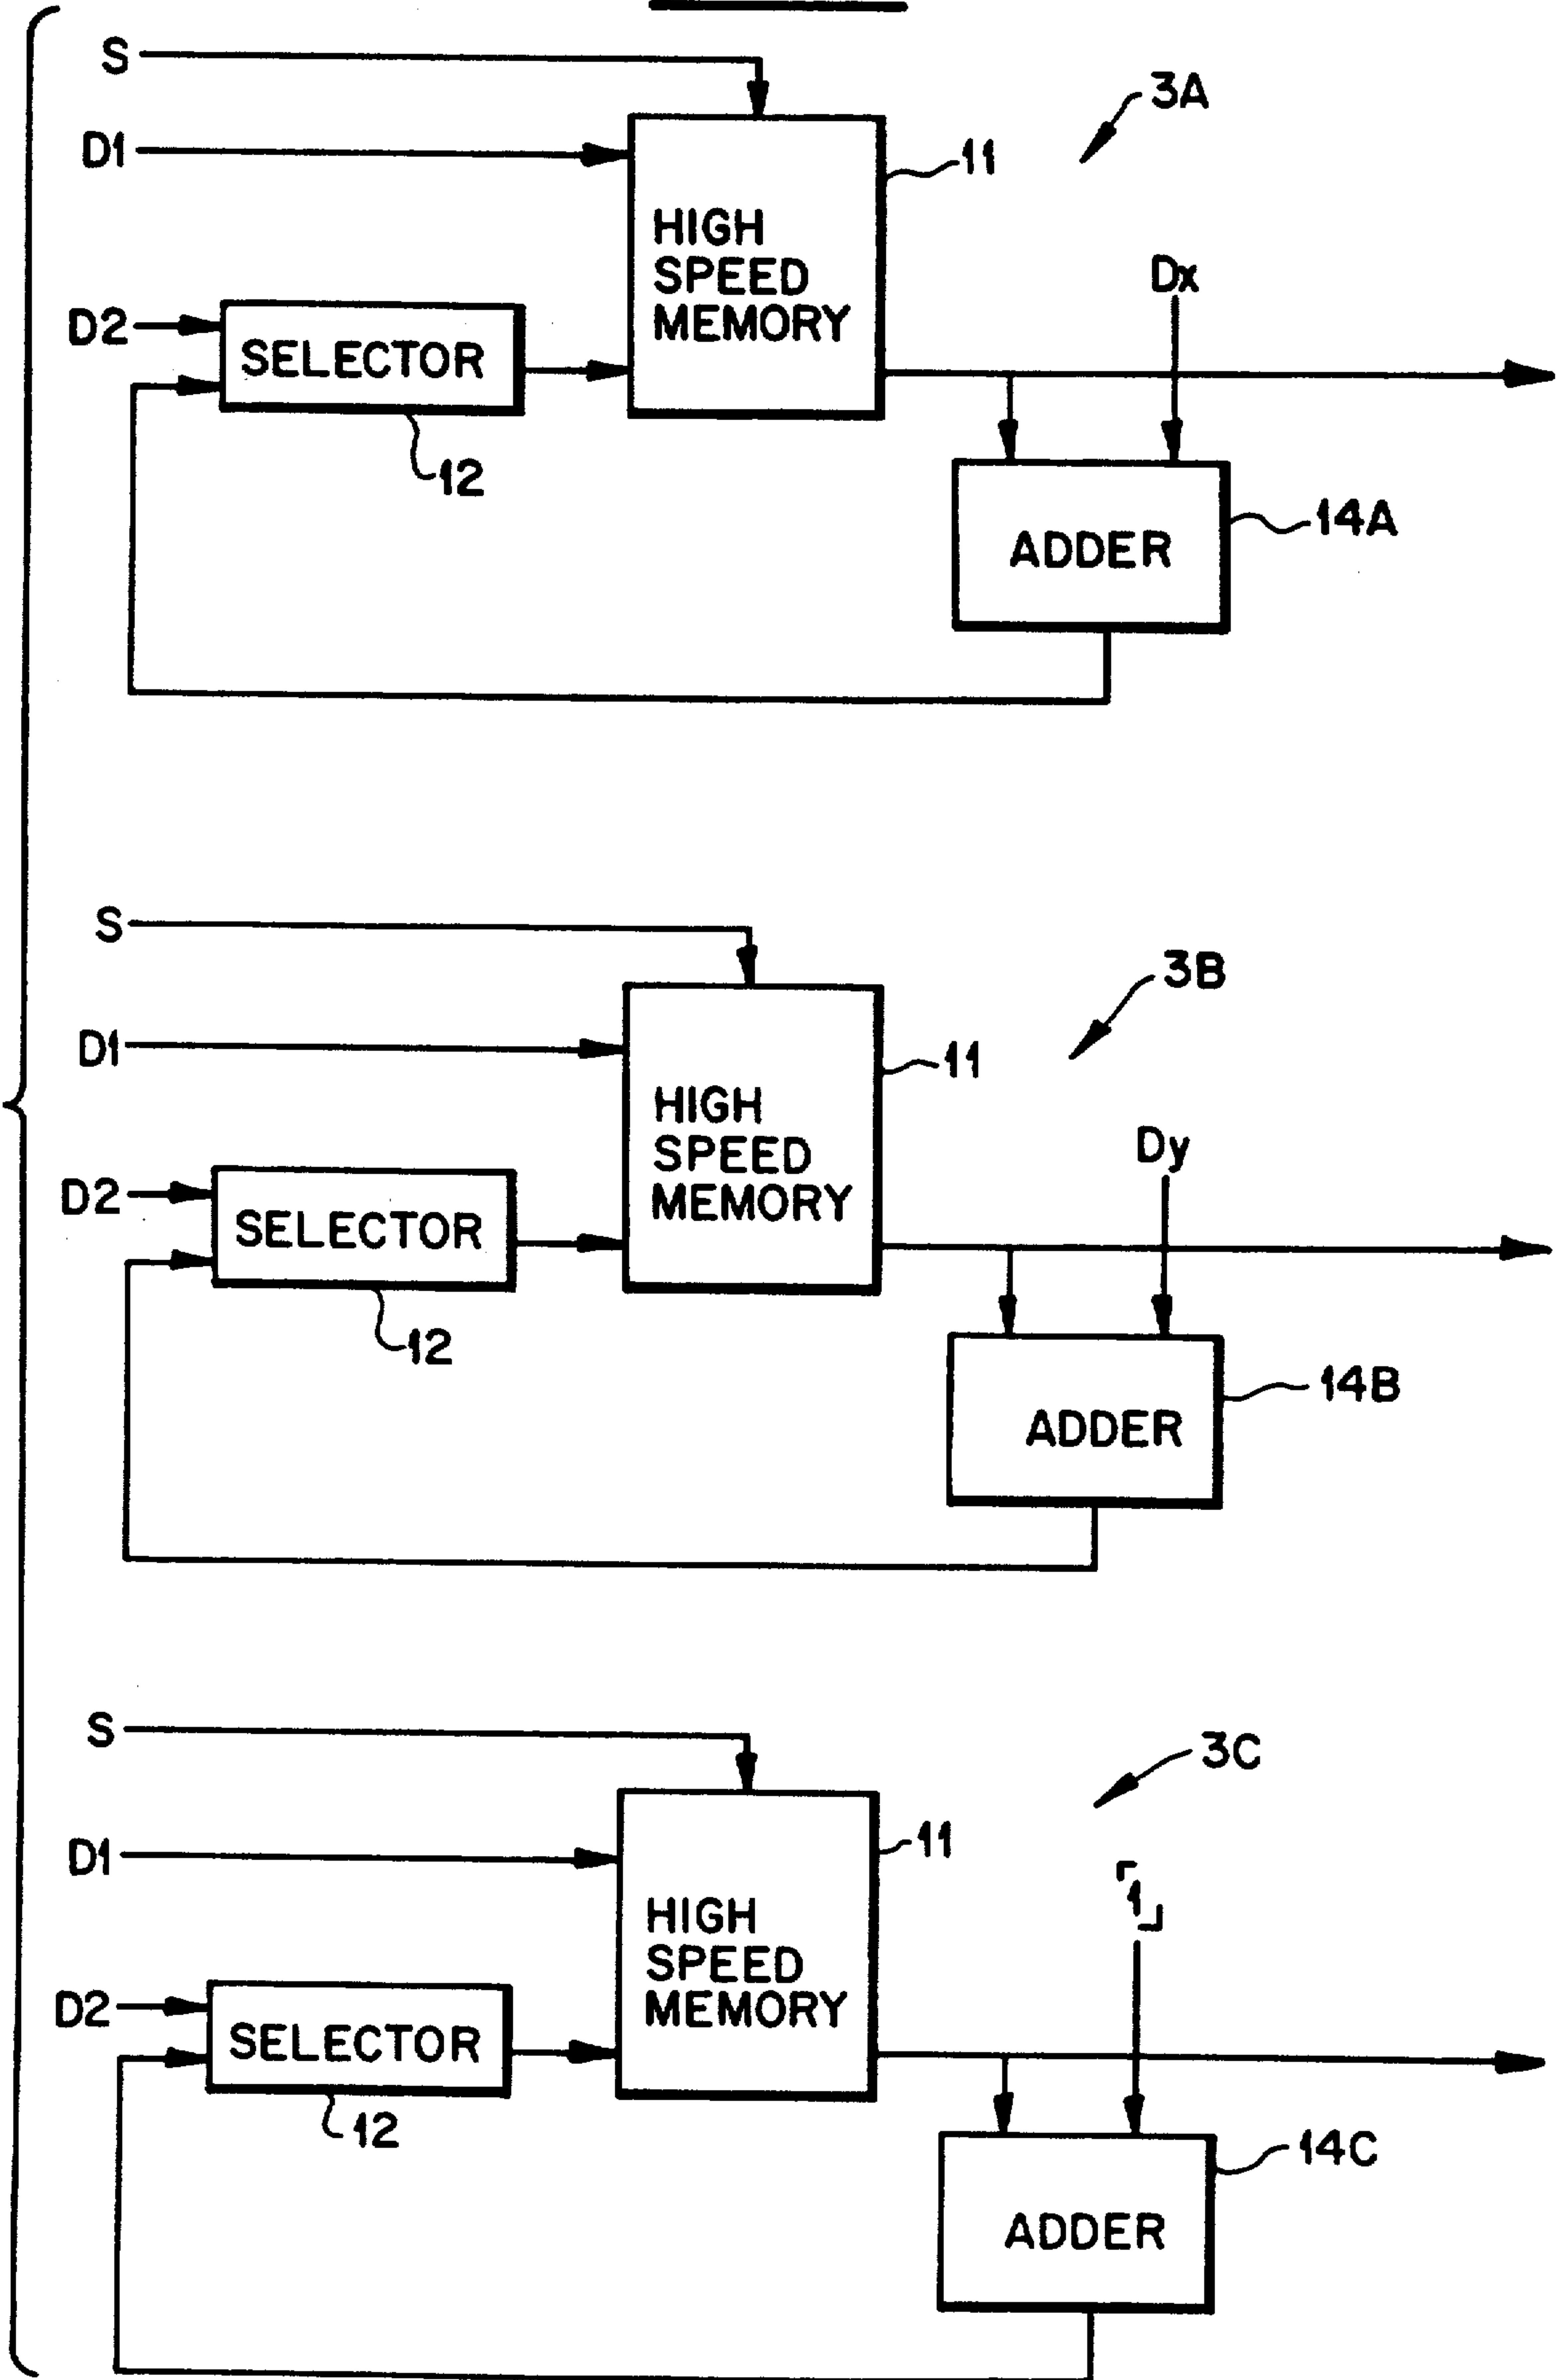 S
3A
D1
11
HIGH
SPEED
MEMORY
Dx
D2
SELECTOR
12
14A
ADDER
S
3B
D1
11
HIGH
SPEED
MEMORY
Dy
D2
SELECTOR
12
14B
ADDER
S
3C
D1
11
「1」
HIGH
SPEED
MEMORY
D2
SELECTOR
12
14C
ADDER